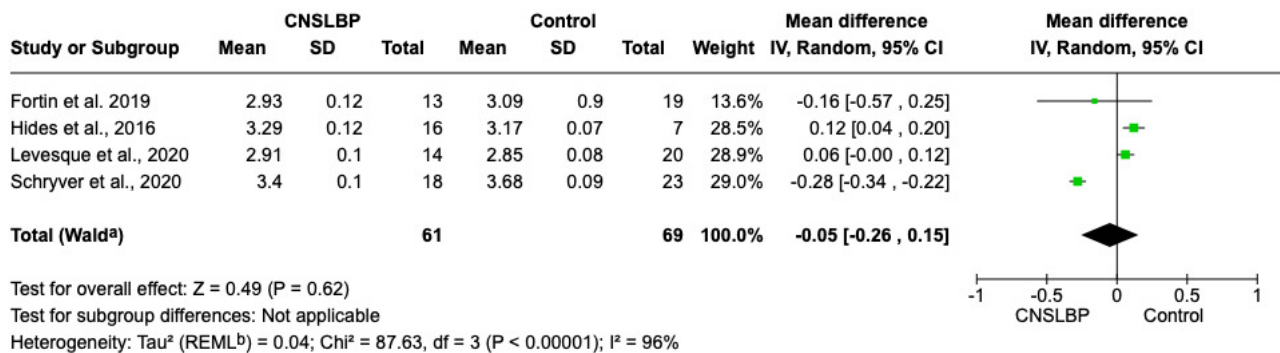 CNSLBP Control Mean difference Mean difference
Study or Subgroup Mean SD Total Mean SD Total Weight IV, Random, 95% CI IV, Random, 95% CI
Fortin et al. 2019 2.93 0.12 13 3.09 0.9 19 13.6% -0.16 [-0.57 , 0.25]
Hides et al., 2016 3.29 0.12 16 3.17 0.07 7 28.5% 0.12 [0.04 , 0.20]
Levesque et al., 2020 2.91 0.1 14 2.85 0.08 20 28.9% 0.06 [-0.00 , 0.12]
Schryver et al., 2020 3.4 0.1 18 3.68 0.09 23 29.0% -0.28 [-0.34 , -0.22]
Total (Waldᵃ) 61 69 100.0% -0.05 [-0.26 , 0.15]
Test for overall effect: Z = 0.49 (P = 0.62)
Test for subgroup differences: Not applicable
Heterogeneity: Tau² (REMLᵇ) = 0.04; Chi² = 87.63, df = 3 (P < 0.00001); I² = 96%
-1 -0.5 0 0.5 1
CNSLBP Control